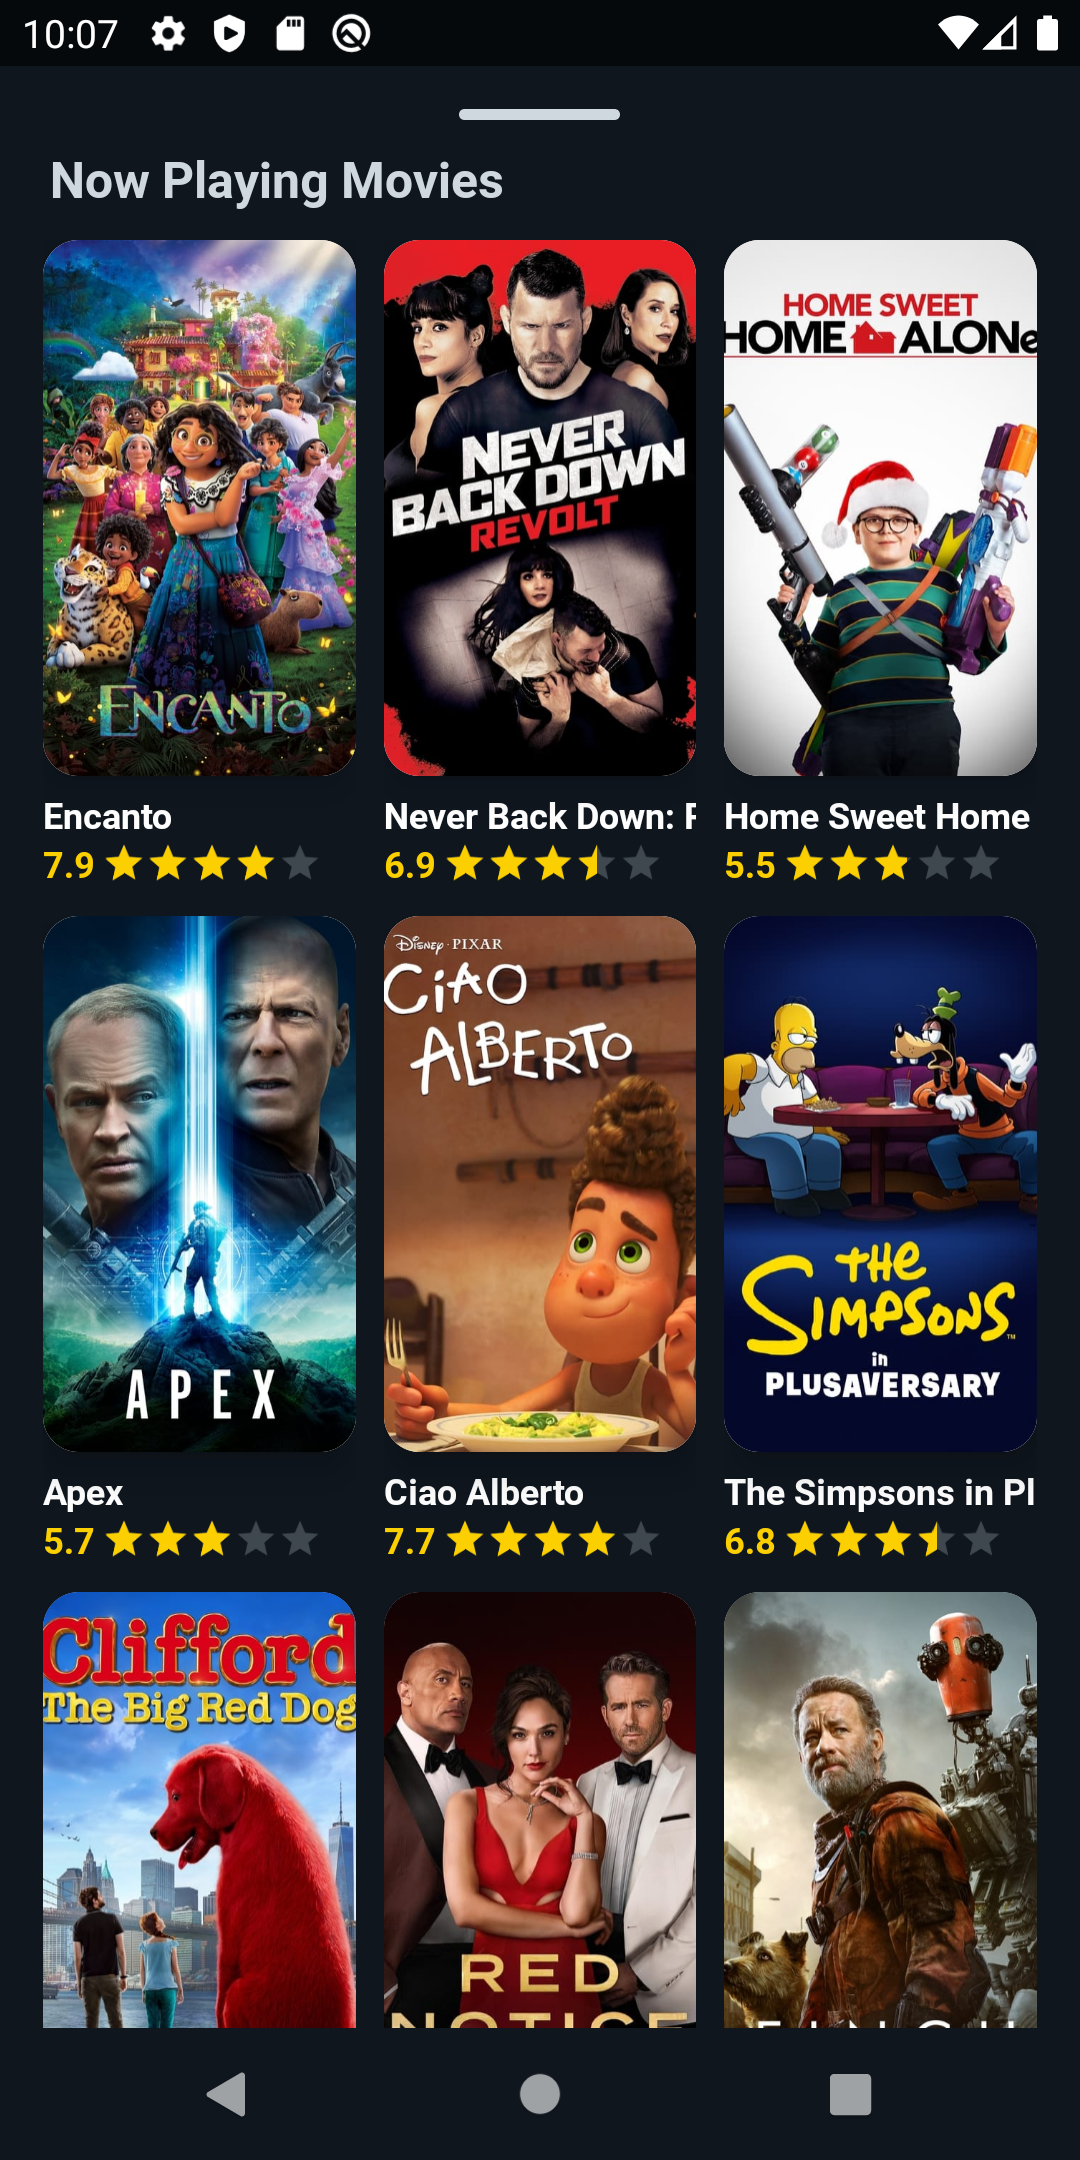 10:07
Now Playing Movies
ENCANTO
NEVER
BACK DOWN
REVOLT
HOME SWEET
HOME ALONe
Encanto
Never Back Down:
Home Sweet Home
7.9
6.9
5.5
APEX
Disney · PIXAR
CiAO
ALBERTO
THE
SIMPSONS
TM
in
PLUSAVERSARY
Apex
Ciao Alberto
The Simpsons in Pl
5.7
7.7
6.8
Clifford
The Big Red Dog
RED
NOTICE
FINCH